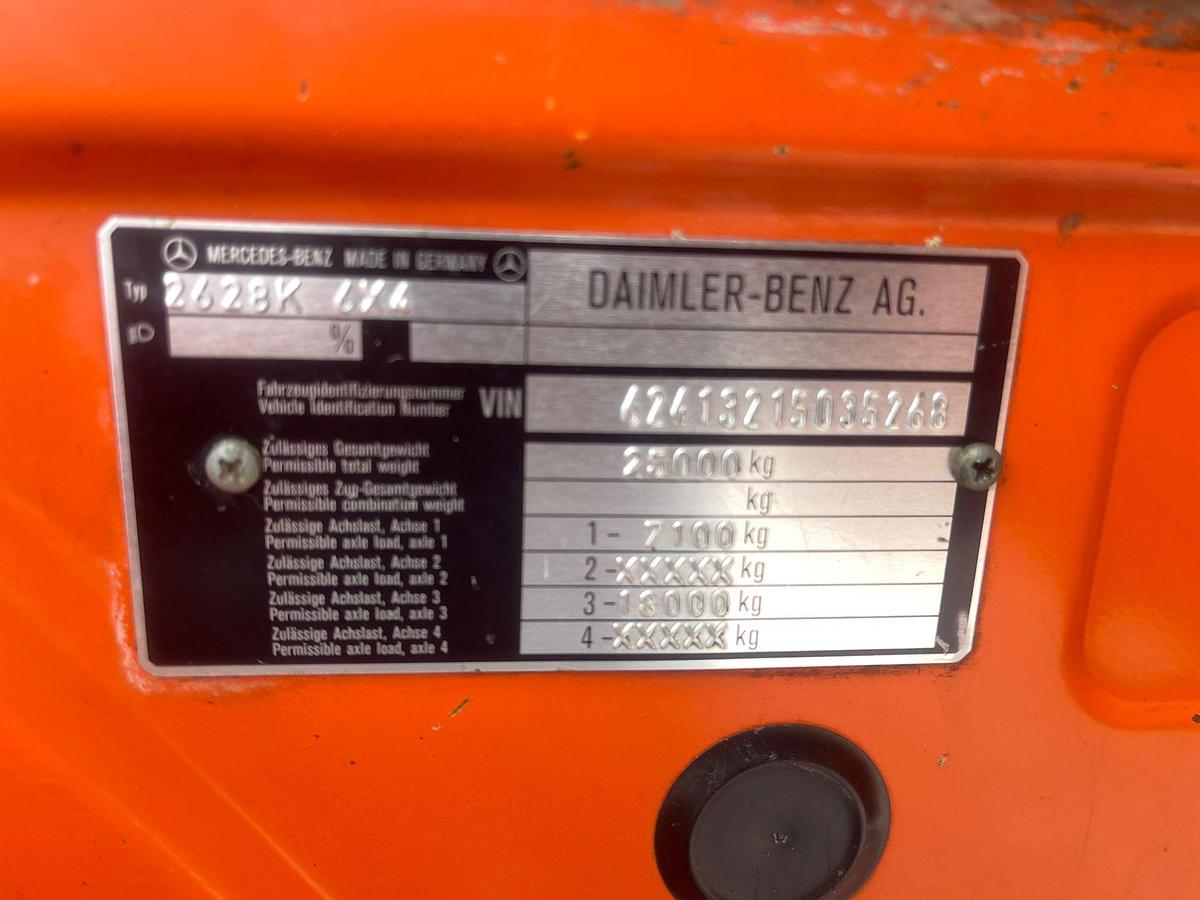 MERCEDES-BENZ MADE IN GERMANY
Typ 2628K 6X4
DAIMLER-BENZ AG.
%
Fahrzeugidentifizierungsnummer
Vehicle Identification Number
VIN 62413215035268
Zulässiges Gesamtgewicht
Permissible total weight
25000 kg
Zulässiges Zug-Gesamtgewicht
Permissible combination weight
kg
Zulässige Achslast, Achse 1
Permissible axle load, axle 1
1- 7100 kg
Zulässige Achslast, Achse 2
Permissible axle load, axle 2
2-XXXXX kg
Zulässige Achslast, Achse 3
Permissible axle load, axle 3
3-18000 kg
Zulässige Achslast, Achse 4
Permissible axle load, axle 4
4-XXXXX kg